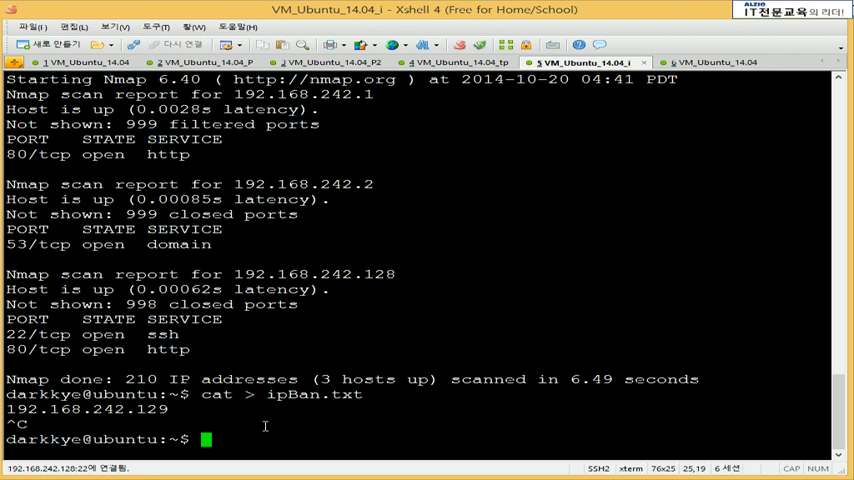 VM_Ubuntu_14.04_i - Xshell 4 (Free for Home/School)
ALZIO
IT전문교육의 리더!
파일(F) 편집(E) 보기(V) 도구(T) 창(W) 도움말(H)
새로 만들기 다시 연결
1 VM_Ubuntu_14.04 2 VM_Ubuntu_14.04_P 3 VM_Ubuntu_14.04_P2 4 VM_Ubuntu_14.04_tp 5 VM_Ubuntu_14.04_i 6 VM_Ubuntu_14.04
Starting Nmap 6.40 ( http://nmap.org ) at 2014-10-20 04:41 PDT
Nmap scan report for 192.168.242.1
Host is up (0.0028s latency).
Not shown: 999 filtered ports
PORT STATE SERVICE
80/tcp open http
Nmap scan report for 192.168.242.2
Host is up (0.00085s latency).
Not shown: 999 closed ports
PORT STATE SERVICE
53/tcp open domain
Nmap scan report for 192.168.242.128
Host is up (0.00062s latency).
Not shown: 998 closed ports
PORT STATE SERVICE
22/tcp open ssh
80/tcp open http
Nmap done: 210 IP addresses (3 hosts up) scanned in 6.49 seconds
darkkye@ubuntu:~$ cat > ipBan.txt
192.168.242.129
^C
darkkye@ubuntu:~$
192.168.242.128:22에 연결됨. SSH2 xterm 76x25 25,19 6 세션 CAP NUM